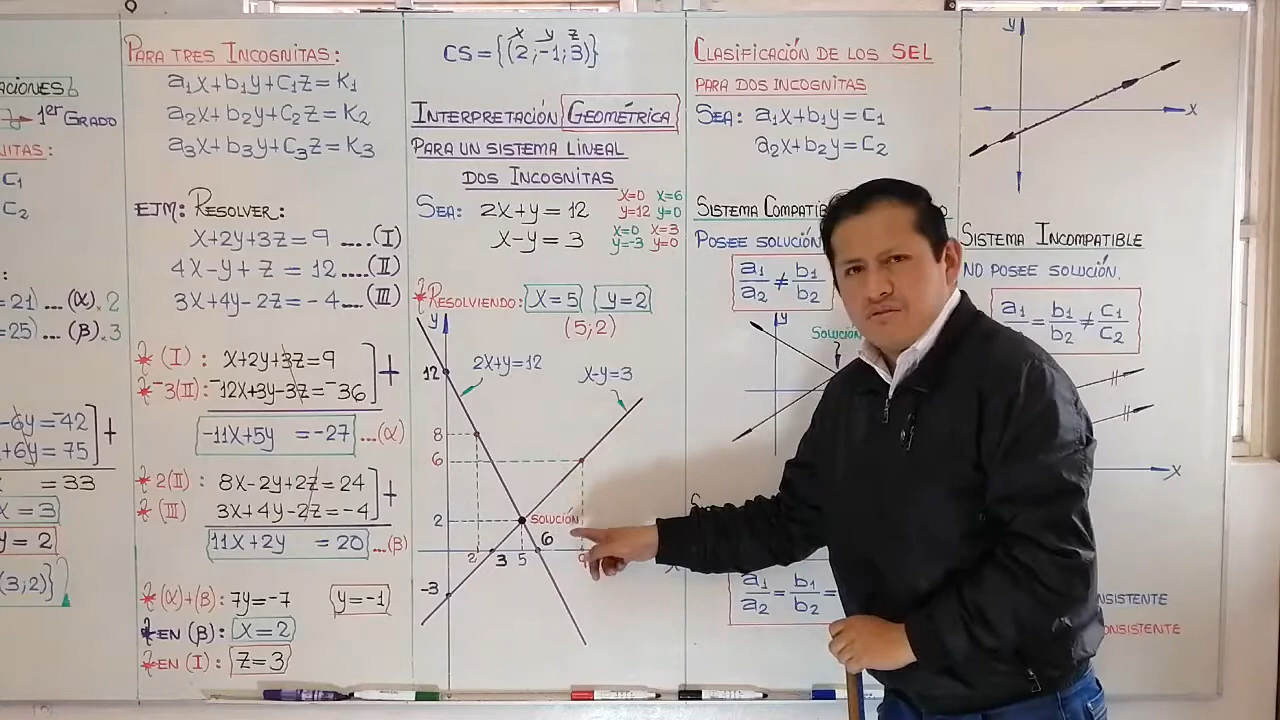 ACIONES
1er GRADO
NITAS:
C1
C2
=21) ... (α).2
=25) ... (β).3
-6y=-42
+6y=75
=33
x=3
y=2
(3;2)}
PARA TRES INCOGNITAS:
a1x+b1y+c1z=K1
a2x+b2y+c2z=K2
a3x+b3y+c3z=K3
EJM: RESOLVER:
x+2y+3z=9 ....(I)
4x-y+z=12....(II)
3x+4y-2z=-4...(III)
* (I): x+2y+3z=9
* -3(II): -12x+3y-3z=-36
+
-11x+5y =-27 ...(α)
* 2(II): 8x-2y+2z=24
* (III) 3x+4y-2z=-4
+
11x+2y =20 ...(β)
* (α)+(β): 7y=-7 y=-1
* EN (β): x=2
* EN (I): z=3
x y z
CS={(2;-1;3)}
INTERPRETACIÓN GEOMÉTRICA
PARA UN SISTEMA LINEAL
DOS INCOGNITAS
SEA: 2x+y=12
x=0 x=6
y=12 y=0
x-y=3
x=0 x=3
y=-3 y=0
* RESOLVIENDO: x=5 y=2
(5;2)
y
12
2x+y=12
x-y=3
8
6
2
SOLUCIÓN
6
2 3 5 9
-3
CLASIFICACIÓN DE LOS SEL
PARA DOS INCOGNITAS
SEA: a1x+b1y=c1
a2x+b2y=c2
POSEE SOLUCIÓN
a1/a2 ≠ b1/b2
y
SOLUCIÓN
a1/a2 = b1/b2 =
NSISTENTE
ONSISTENTE
y
x
SISTEMA INCOMPATIBLE
NO POSEE SOLUCIÓN.
a1/a2 = b1/b2 ≠ c1/c2
x